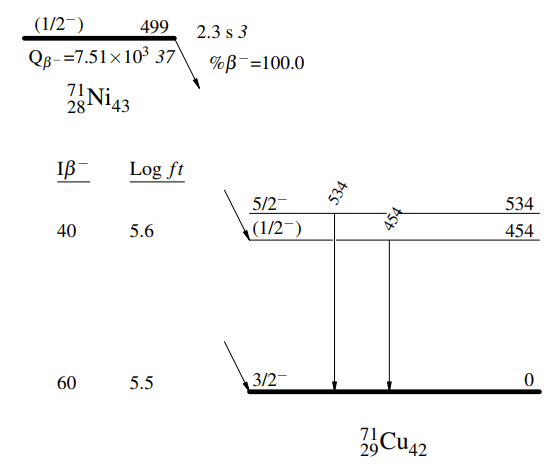 (1/2⁻) 499 2.3 s 3
Qβ⁻=7.51×10³ 37 %β⁻=100.0
⁷¹₂₈Ni₄₃
Iβ⁻ Log ft
534
454
5/2⁻ 534
40 5.6 (1/2⁻) 454
60 5.5 3/2⁻ 0
⁷¹₂₉Cu₄₂